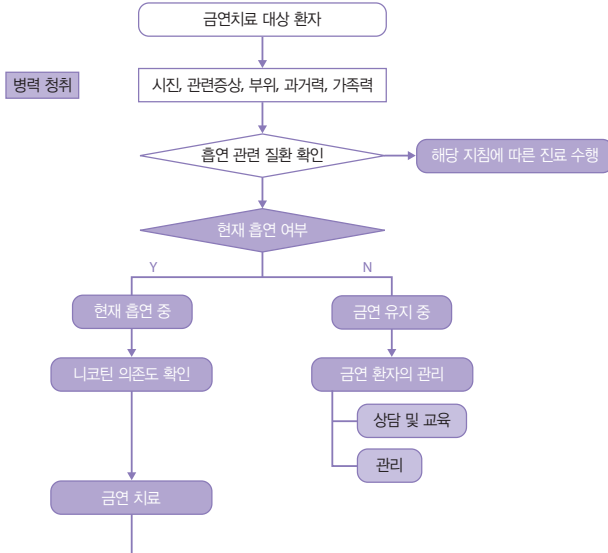 금연치료 대상 환자
병력 청취
시진, 관련증상, 부위, 과거력, 가족력
흡연 관련 질환 확인
해당 지침에 따른 진료 수행
현재 흡연 여부
Y
N
현재 흡연 중
금연 유지 중
니코틴 의존도 확인
금연 환자의 관리
상담 및 교육
관리
금연 치료